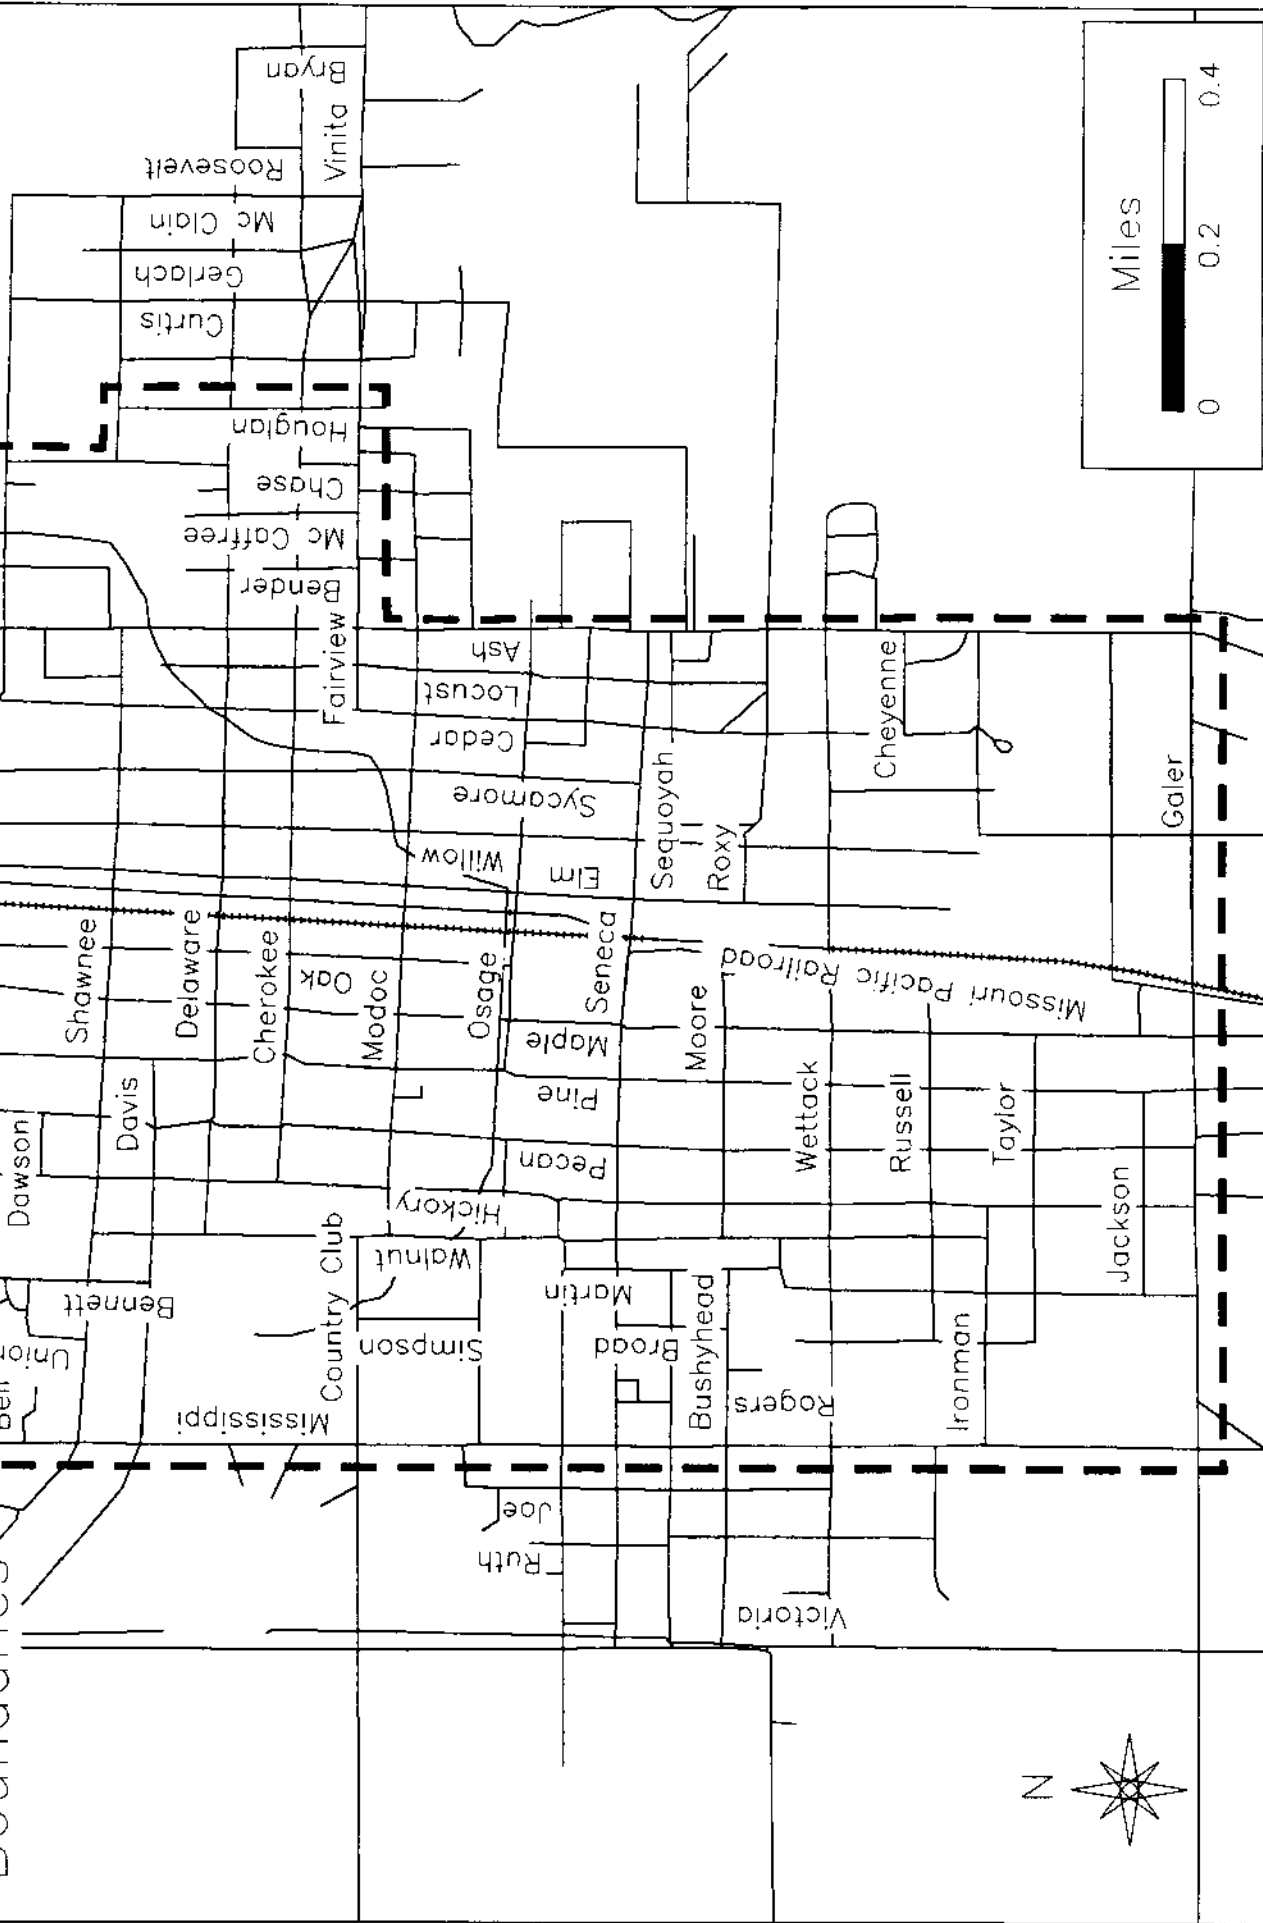 Boundaries
Dawson
Shawnee
Davis
Delaware
Cherokee
Oak
Modoc
Osage
Seneca
Maple
Pine
Pecan
Hickory
Walnut
Country Club
Bennett
Union
Bell
Mississippi
Simpson
Martin
Broad
Bushyhead
Rogers
Joe
Ruth
Victoria
Moore
Wettack
Russell
Taylor
Jackson
Ironman
Missouri Pacific Railroad
Willow
Elm
Sycamore
Cedar
Locust
Ash
Sequoyah
Roxy
Cheyenne
Galer
Fairview
Bender
Mc Caffree
Chase
Houglan
Curtis
Gerlach
Mc Clain
Roosevelt
Vinita
Bryan
Miles
0 0.2 0.4
N